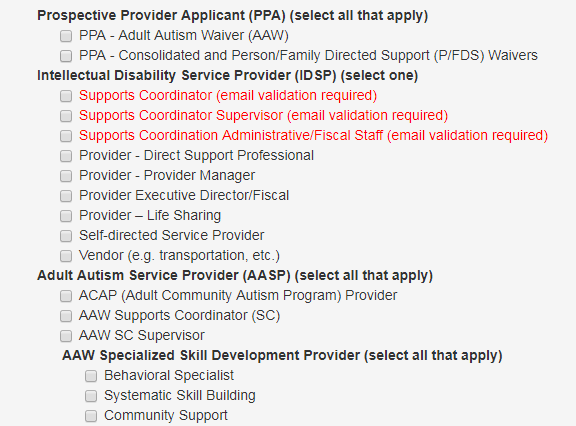 Prospective Provider Applicant (PPA) (select all that apply)
PPA - Adult Autism Waiver (AAW)
PPA - Consolidated and Person/Family Directed Support (P/FDS) Waivers
Intellectual Disability Service Provider (IDSP) (select one)
Supports Coordinator (email validation required)
Supports Coordination Supervisor (email validation required)
Supports Coordination Administrative/Fiscal Staff (email validation required)
Provider - Direct Support Professional
Provider - Provider Manager
Provider Executive Director/Fiscal
Provider – Life Sharing
Self-directed Service Provider
Vendor (e.g. transportation, etc.)
Adult Autism Service Provider (AASP) (select all that apply)
ACAP (Adult Community Autism Program) Provider
AAW Supports Coordinator (SC)
AAW SC Supervisor
AAW Specialized Skill Development Provider (select all that apply)
Behavioral Specialist
Systematic Skill Building
Community Support